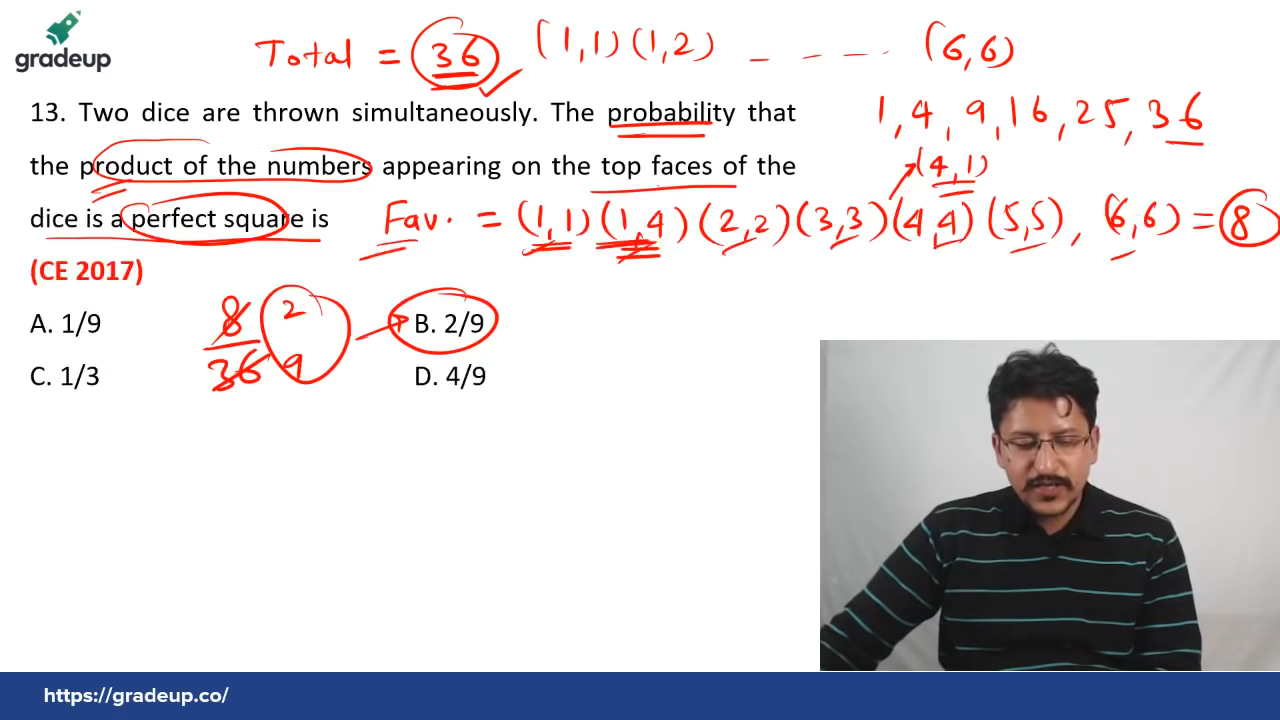 gradeup
Total = 36 (1,1) (1,2) - - - - - (6,6)
1, 4, 9, 16, 25, 36
13. Two dice are thrown simultaneously. The probability that
the product of the numbers appearing on the top faces of the
(4,1)
dice is a perfect square is
Fav. = (1,1) (1,4) (2,2) (3,3) (4,4) (5,5), (6,6) = 8
(CE 2017)
A. 1/9
8 2
36 9
B. 2/9
C. 1/3
D. 4/9
https://gradeup.co/